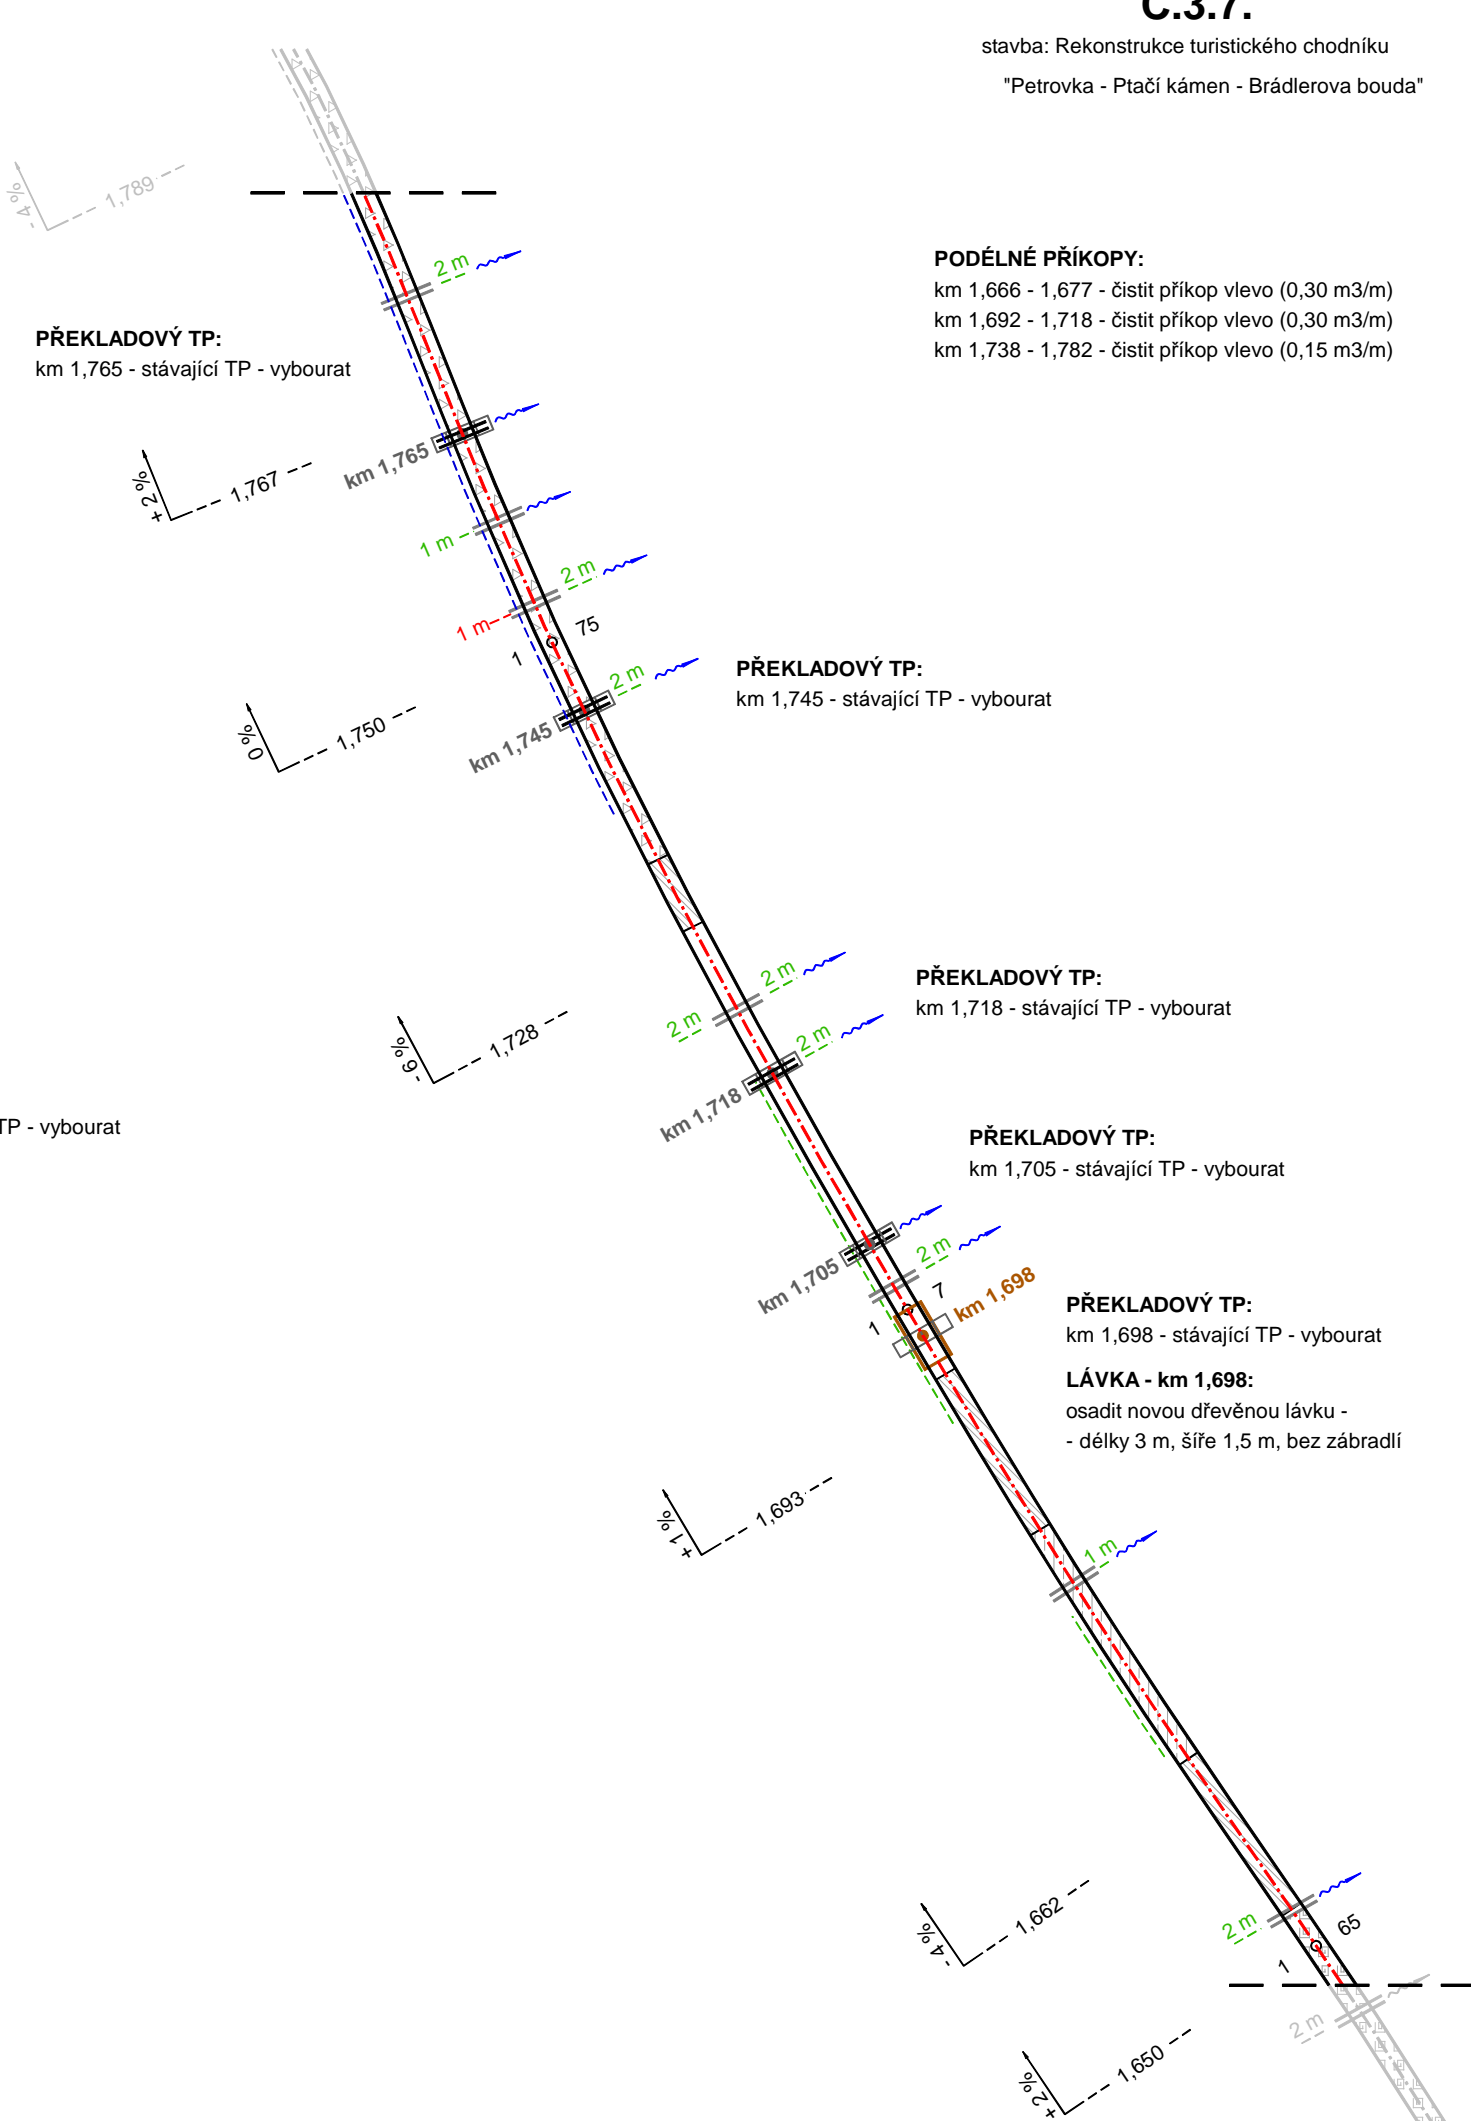 C.3.7.
stavba: Rekonstrukce turistického chodníku
"Petrovka - Ptačí kámen - Brádlerova bouda"
- 4 %
1,789
2 m
PODÉLNÉ PŘÍKOPY:
km 1,666 - 1,677 - čistit příkop vlevo (0,30 m3/m)
km 1,692 - 1,718 - čistit příkop vlevo (0,30 m3/m)
km 1,738 - 1,782 - čistit příkop vlevo (0,15 m3/m)
PŘEKLADOVÝ TP:
km 1,765 - stávající TP - vybourat
km 1,765
+ 2 %
1,767
1 m
2 m
1 m
1
75
2 m
PŘEKLADOVÝ TP:
km 1,745 - stávající TP - vybourat
km 1,745
0 %
1,750
2 m
2 m
PŘEKLADOVÝ TP:
km 1,718 - stávající TP - vybourat
- 6 %
1,728
2 m
km 1,718
TP - vybourat
PŘEKLADOVÝ TP:
km 1,705 - stávající TP - vybourat
km 1,705
2 m
1
7
km 1,698
PŘEKLADOVÝ TP:
km 1,698 - stávající TP - vybourat
LÁVKA - km 1,698:
osadit novou dřevěnou lávku -
- délky 3 m, šíře 1,5 m, bez zábradlí
+ 1 %
1,693
1 m
- 4 %
1,662
2 m
1
65
2 m
+ 2 %
1,650